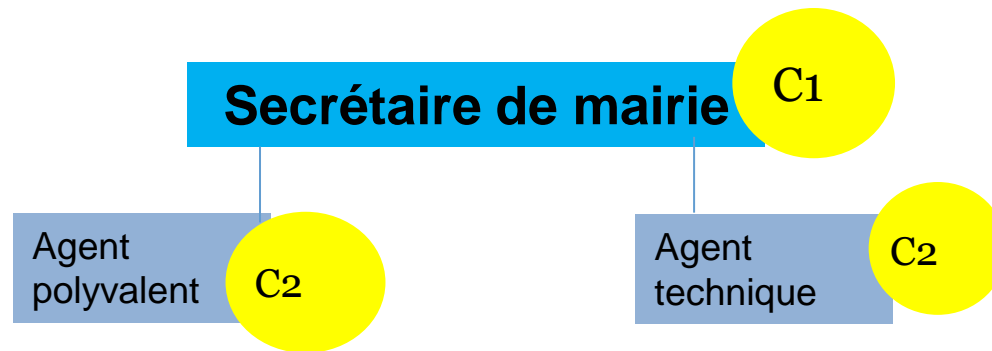 Secrétaire de mairie
C1
Agent
polyvalent
C2
Agent
technique
C2